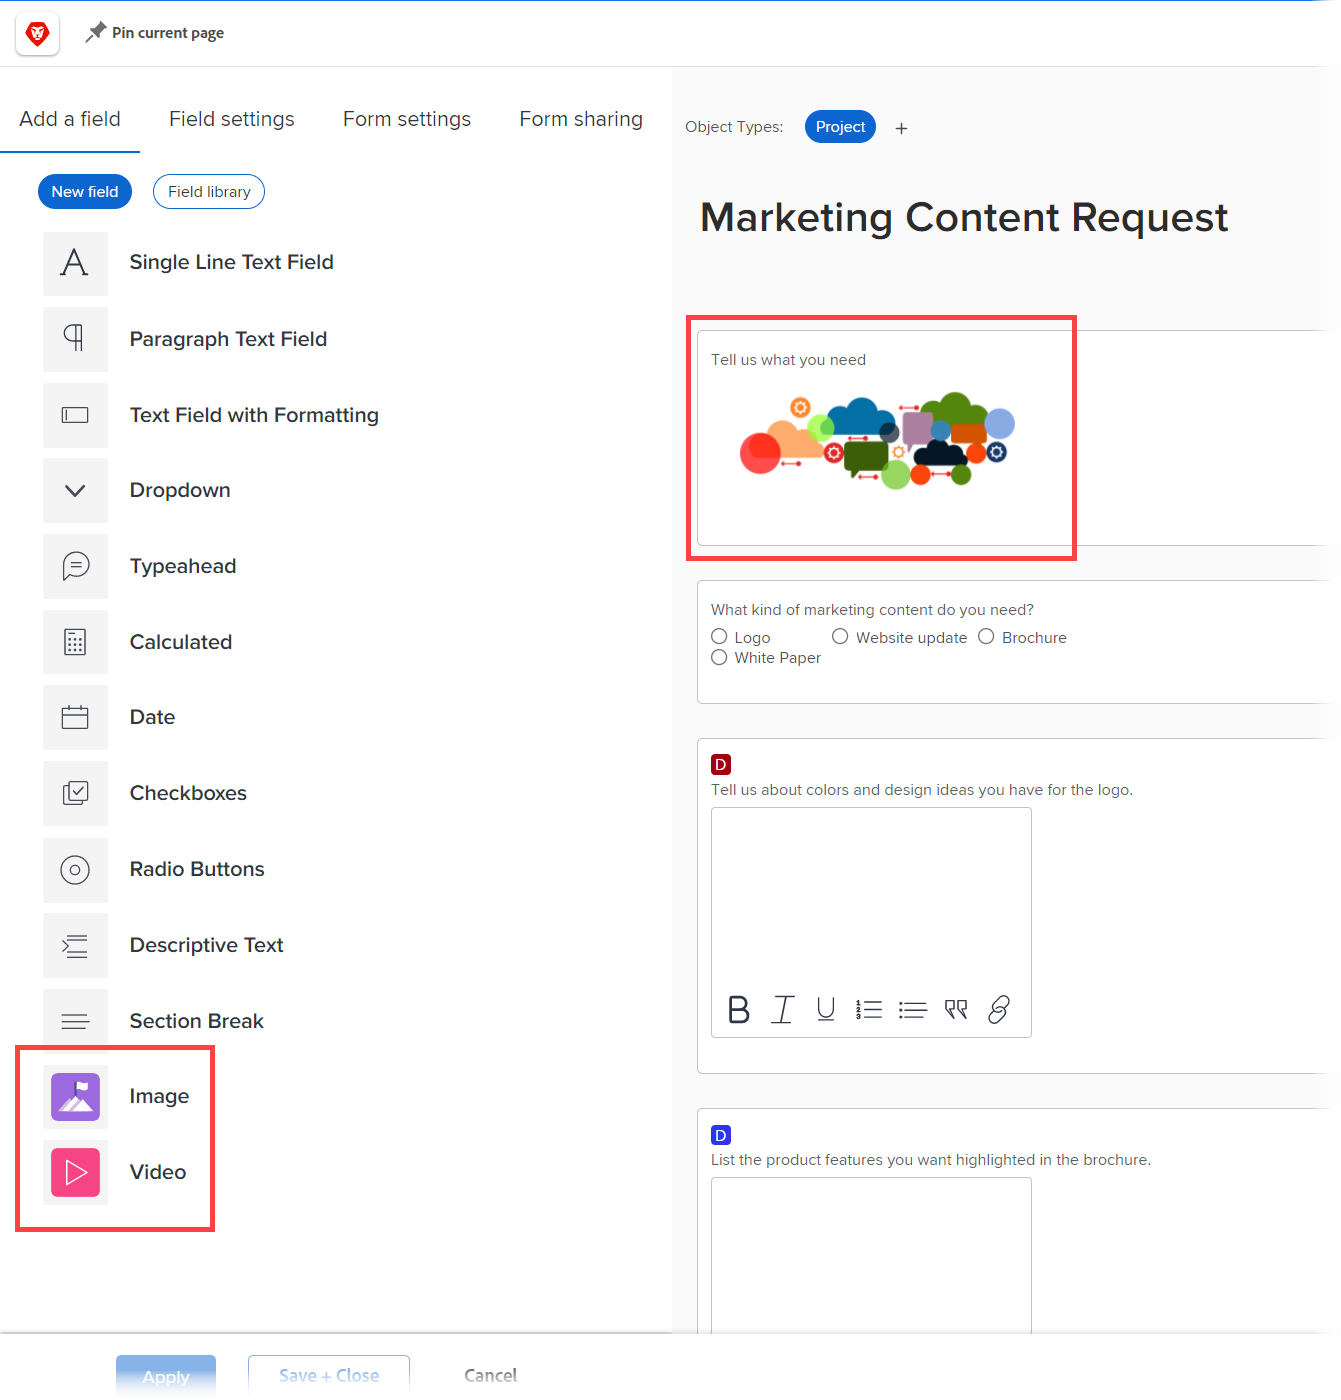 Pin current page
Add a field
Field settings
Form settings
Form sharing
New field
Field library
Single Line Text Field
Paragraph Text Field
Text Field with Formatting
Dropdown
Typeahead
Calculated
Date
Checkboxes
Radio Buttons
Descriptive Text
Section Break
Image
Video
Object Types:
Project
+
Marketing Content Request
Tell us what you need
What kind of marketing content do you need?
Logo
Website update
Brochure
White Paper
D
Tell us about colors and design ideas you have for the logo.
D
List the product features you want highlighted in the brochure.
Apply
Save + Close
Cancel